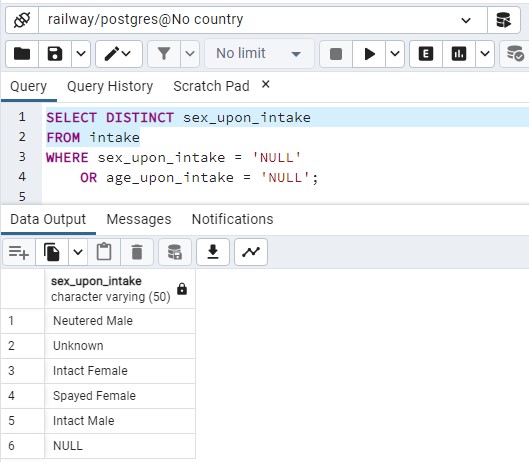 railway/postgres@No country
No limit
E
Query Query History Scratch Pad ×
1 SELECT DISTINCT sex_upon_intake
2 FROM intake
3 WHERE sex_upon_intake = 'NULL'
4 OR age_upon_intake = 'NULL';
5
Data Output Messages Notifications
sex_upon_intake
character varying (50)
1 Neutered Male
2 Unknown
3 Intact Female
4 Spayed Female
5 Intact Male
6 NULL